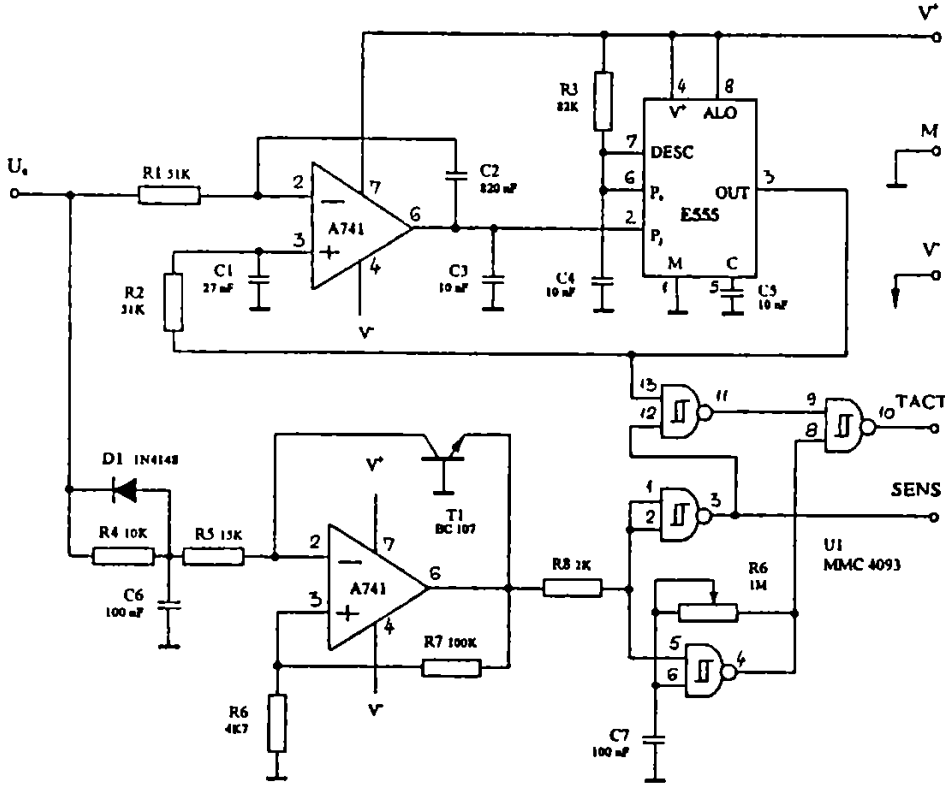 V⁺
4 8
V⁺ ALO
R3
82K
7 DESC
M
Uₑ
R1 51K
C2
820 nF
2
7
6 P₀
OUT 3
E555
A741
6
2 Pⱼ
3
4
C1
27 nF
C3
10 nF
C4
10 nF
M C
1 5
C5
10 nF
V⁻
R2
51K
V⁻
13
11
12
9
10 TACT
8
D1 1N4148
V⁺
T1
BC 107
1
3
2
SENS
R4 10K
R5 15K
2
7
A741
6
R8 2K
U1
MMC 4093
R6
1M
C6
100 nF
3
4
R7 100K
5
4
6
V⁻
R6
4K7
C7
100 nF